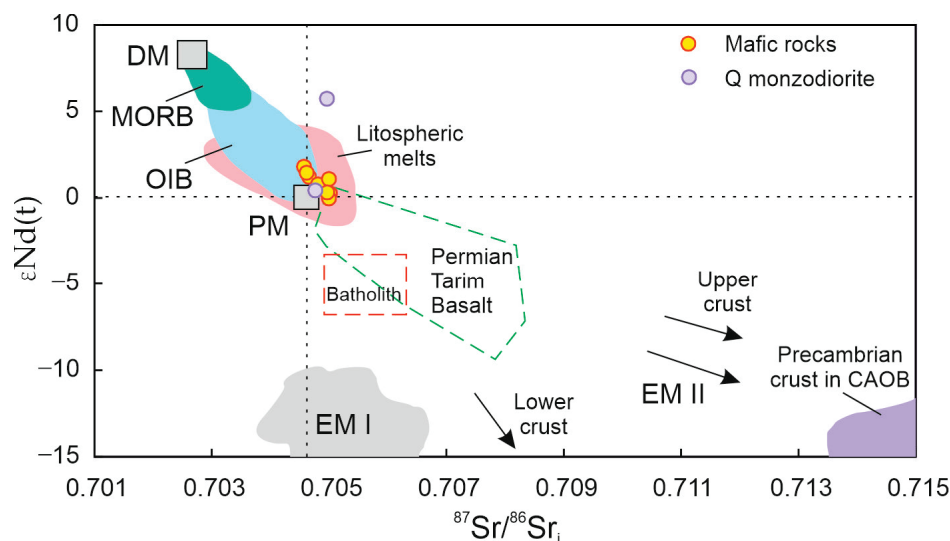 10
5
0
−5
−10
−15
εNd(t)
DM
MORB
OIB
PM
Litospheric
melts
Mafic rocks
Q monzodiorite
Batholith
Permian
Tarim
Basalt
Upper
crust
Precambrian
crust in CAOB
EM I
Lower
crust
EM II
0.701
0.703
0.705
0.707
0.709
0.711
0.713
0.715
⁸⁷Sr/⁸⁶Srᵢ